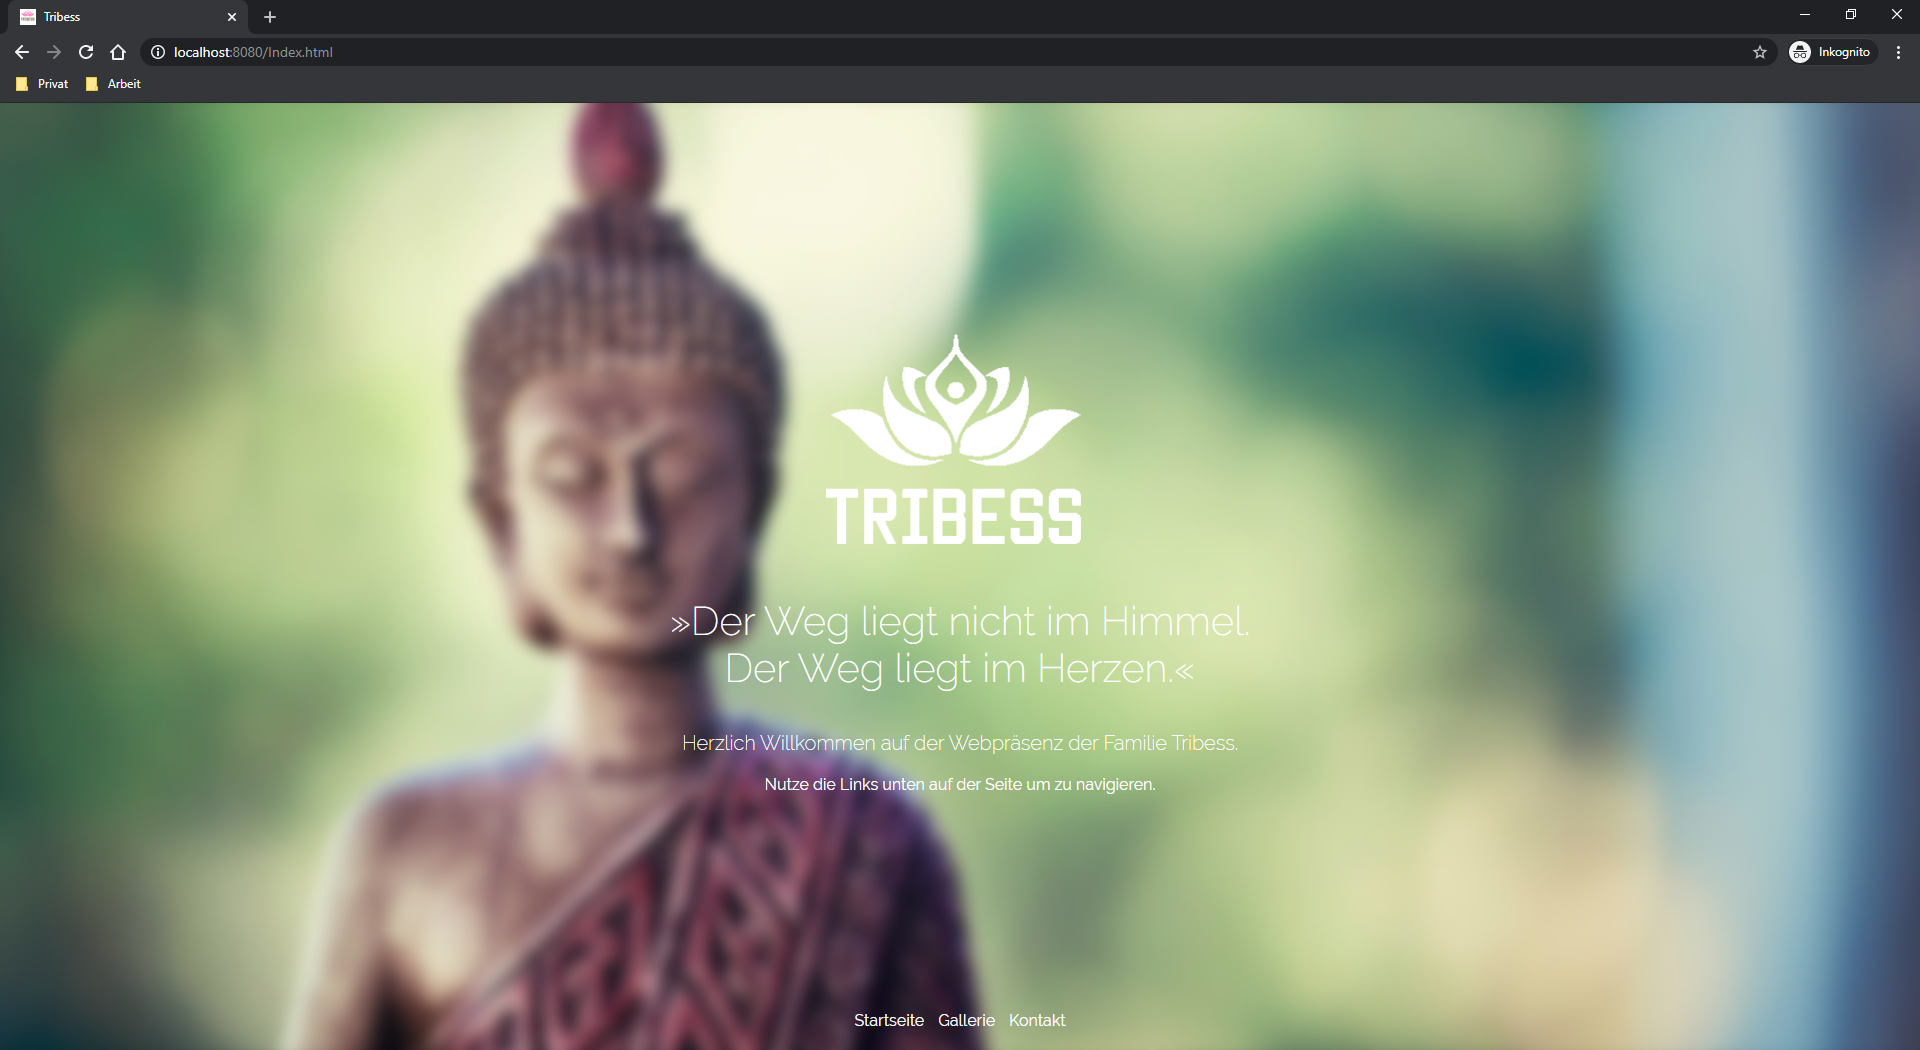 Tribess
localhost:8080/Index.html
Inkognito
Privat
Arbeit
TRIBESS
»Der Weg liegt nicht im Himmel.
Der Weg liegt im Herzen.«
Herzlich Willkommen auf der Webpräsenz der Familie Tribess.
Nutze die Links unten auf der Seite um zu navigieren.
Startseite Gallerie Kontakt